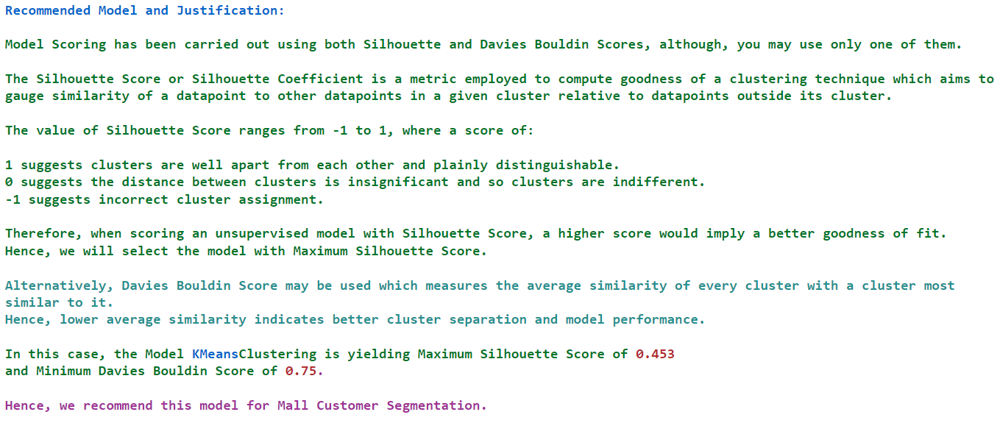 Recommended Model and Justification:
Model Scoring has been carried out using both Silhouette and Davies Bouldin Scores, although, you may use only one of them.
The Silhouette Score or Silhouette Coefficient is a metric employed to compute goodness of a clustering technique which aims to
gauge similarity of a datapoint to other datapoints in a given cluster relative to datapoints outside its cluster.
The value of Silhouette Score ranges from -1 to 1, where a score of:
1 suggests clusters are well apart from each other and plainly distinguishable.
0 suggests the distance between clusters is insignificant and so clusters are indifferent.
-1 suggests incorrect cluster assignment.
Therefore, when scoring an unsupervised model with Silhouette Score, a higher score would imply a better goodness of fit.
Hence, we will select the model with Maximum Silhouette Score.
Alternatively, Davies Bouldin Score may be used which measures the average similarity of every cluster with a cluster most
similar to it.
Hence, lower average similarity indicates better cluster separation and model performance.
In this case, the Model KMeansClustering is yielding Maximum Silhouette Score of 0.453
and Minimum Davies Bouldin Score of 0.75.
Hence, we recommend this model for Mall Customer Segmentation.